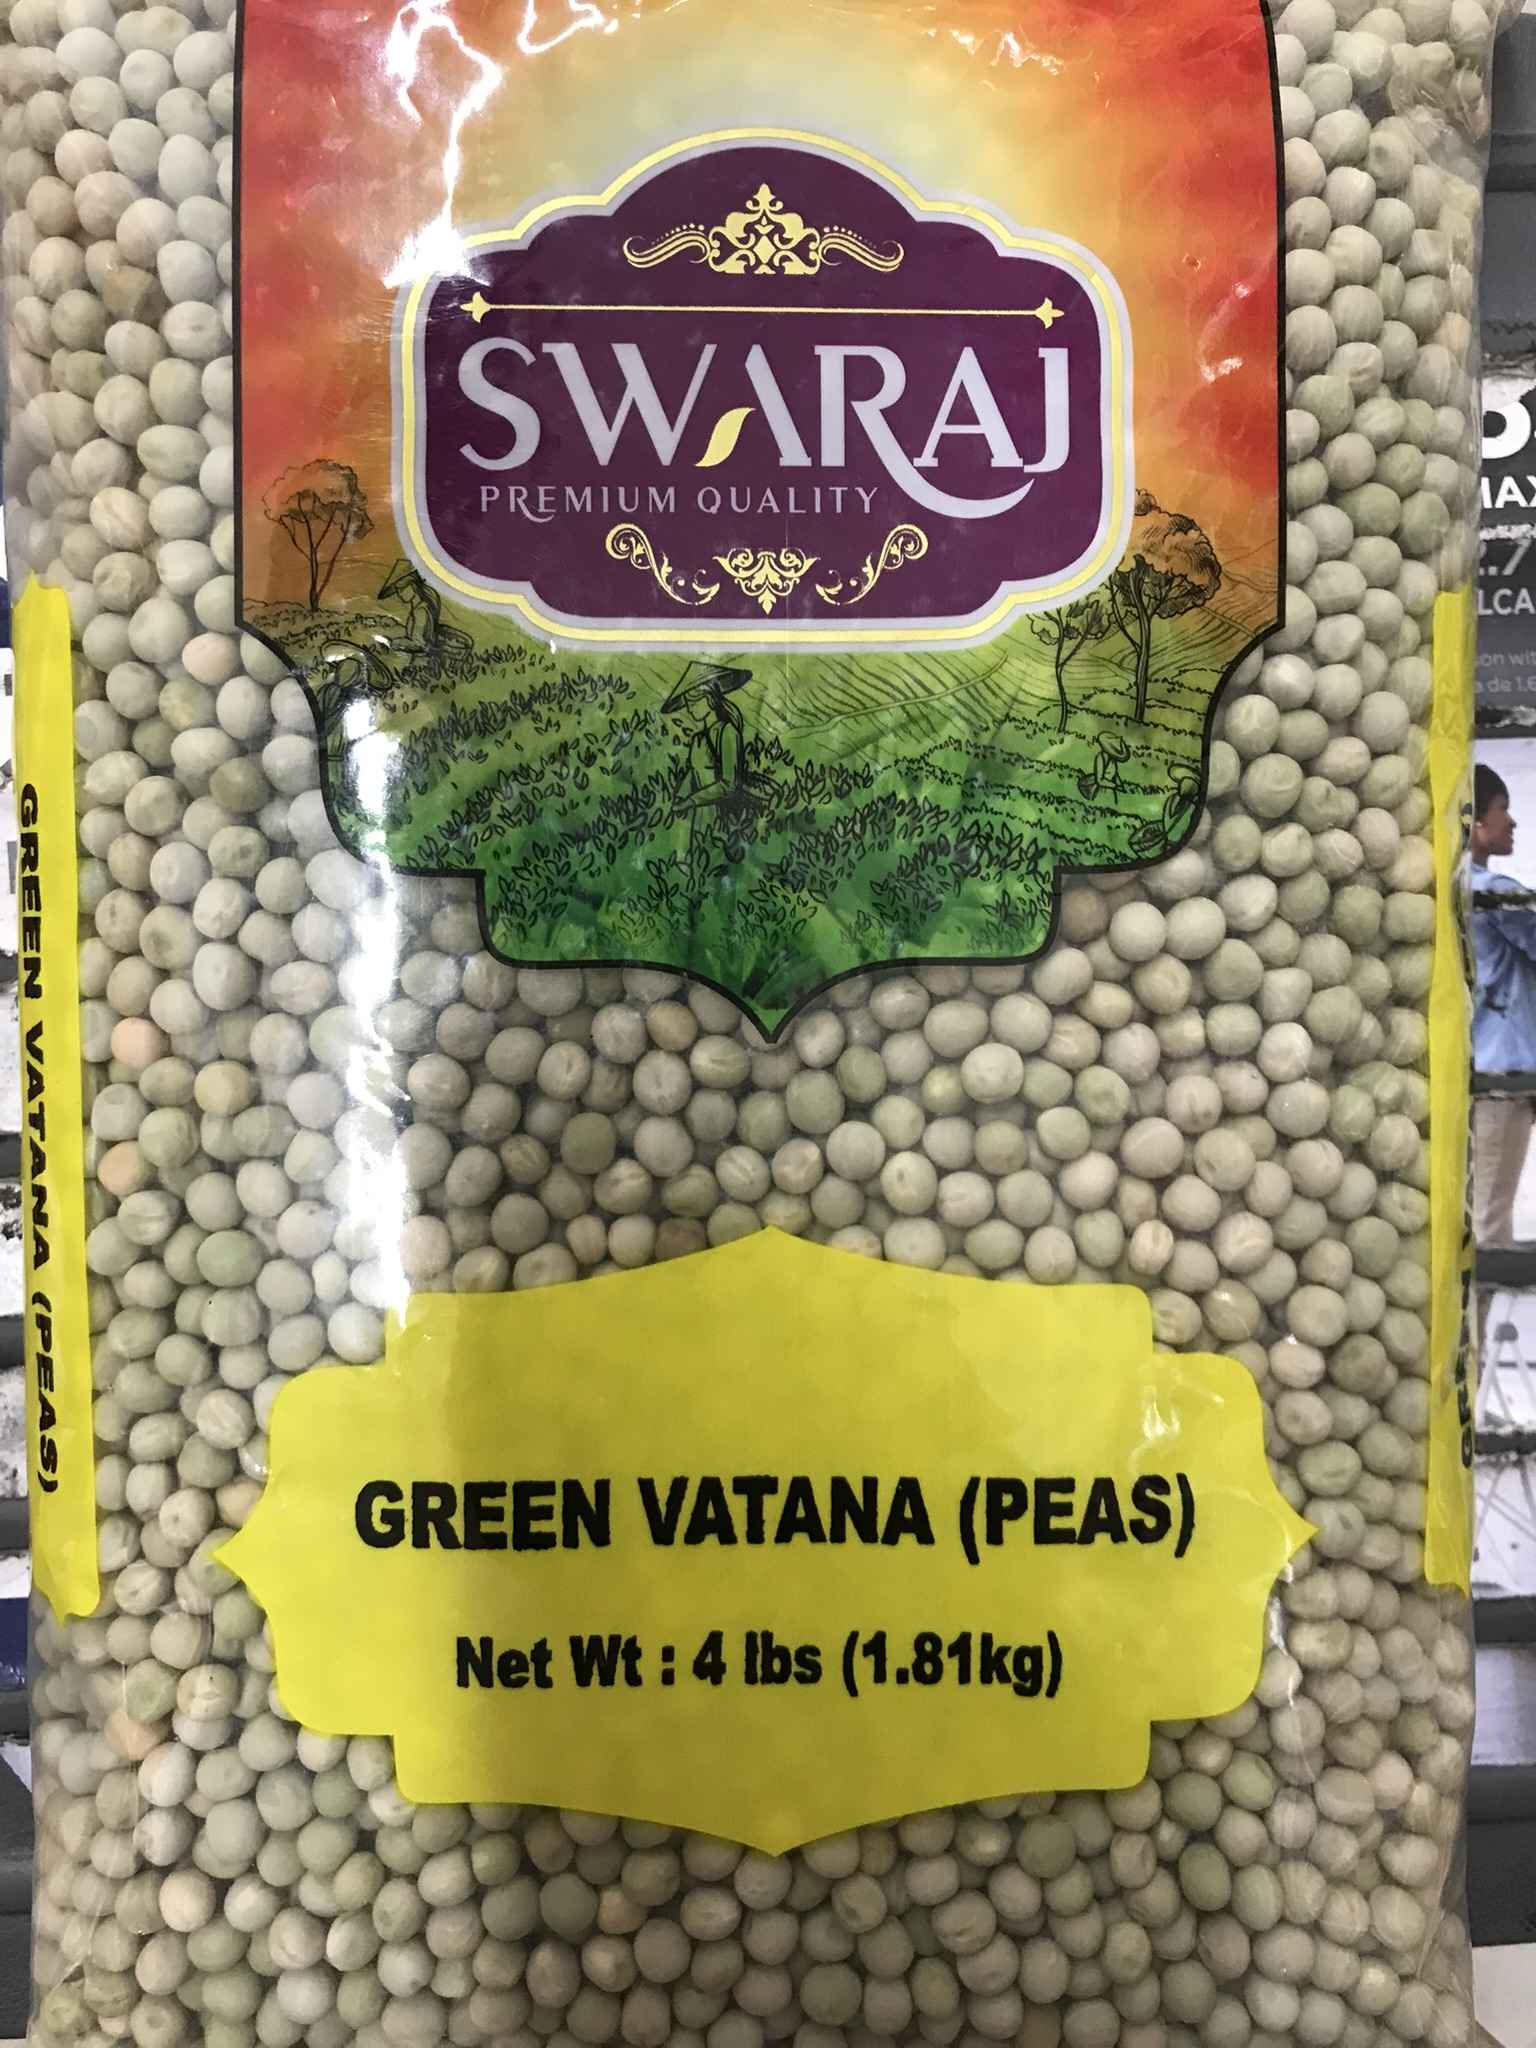 SWARAJ
PREMIUM QUALITY
GREEN VATANA (PEAS)
GREEN VATANA (PEAS)
Net Wt : 4 lbs (1.81kg)